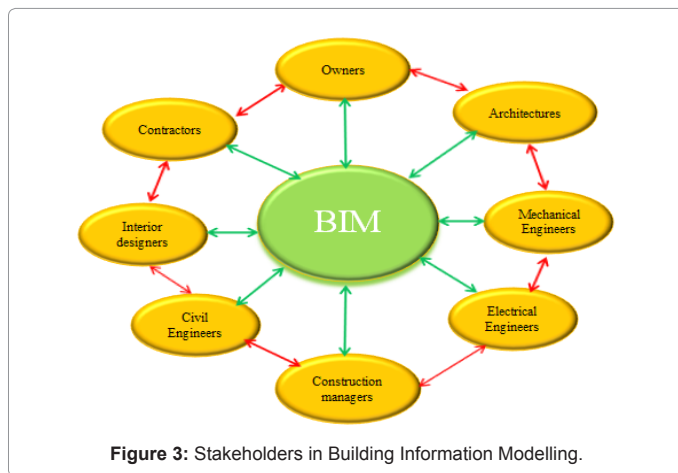 Owners
Architectures
Contractors
BIM
Mechanical
Engineers
Interior
designers
Electrical
Engineers
Civil
Engineers
Construction
managers
Figure 3: Stakeholders in Building Information Modelling.